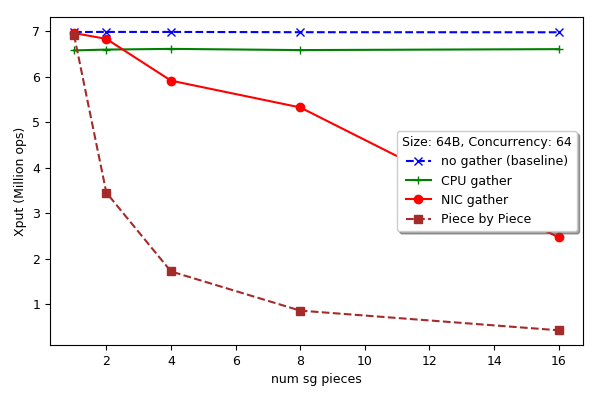 7
6
5
4
3
2
1
Xput (Million ops)
Size: 64B, Concurrency: 64
no gather (baseline)
CPU gather
NIC gather
Piece by Piece
2 4 6 8 10 12 14 16
num sg pieces